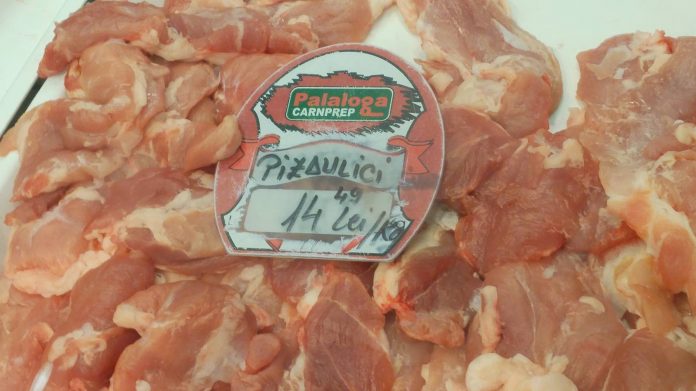 Palaloga
CARNPREP
PIZDULICI
14 49 Lei/KG